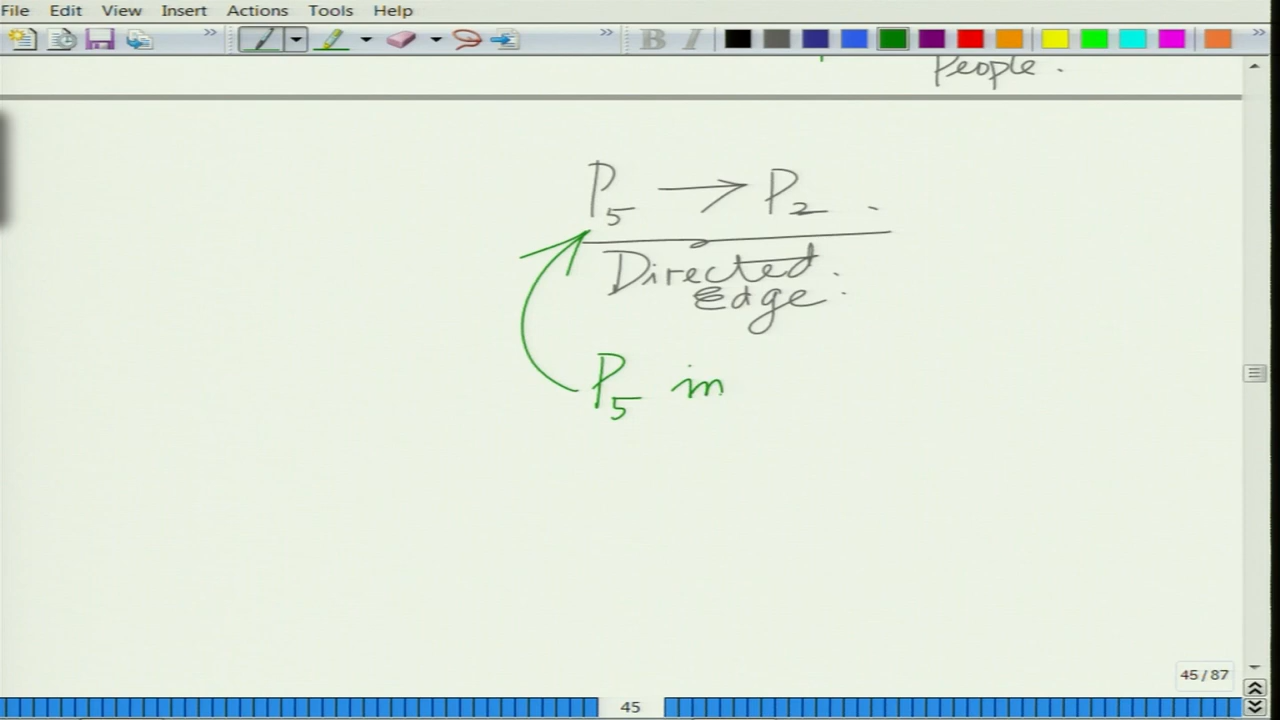 File Edit View Insert Actions Tools Help
B I
People.
P5 → P2 .
Directed.
Edge.
P5 in
45 / 87
45